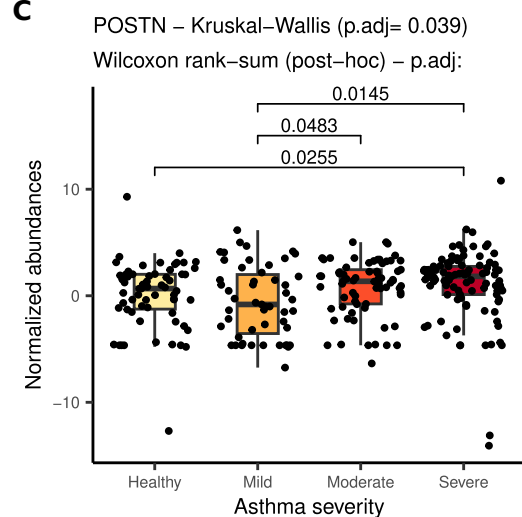 C
POSTN − Kruskal−Wallis (p.adj= 0.039)
Wilcoxon rank−sum (post−hoc) − p.adj:
0.0145
0.0483
0.0255
Normalized abundances
10
0
−10
Healthy Mild Moderate Severe
Asthma severity